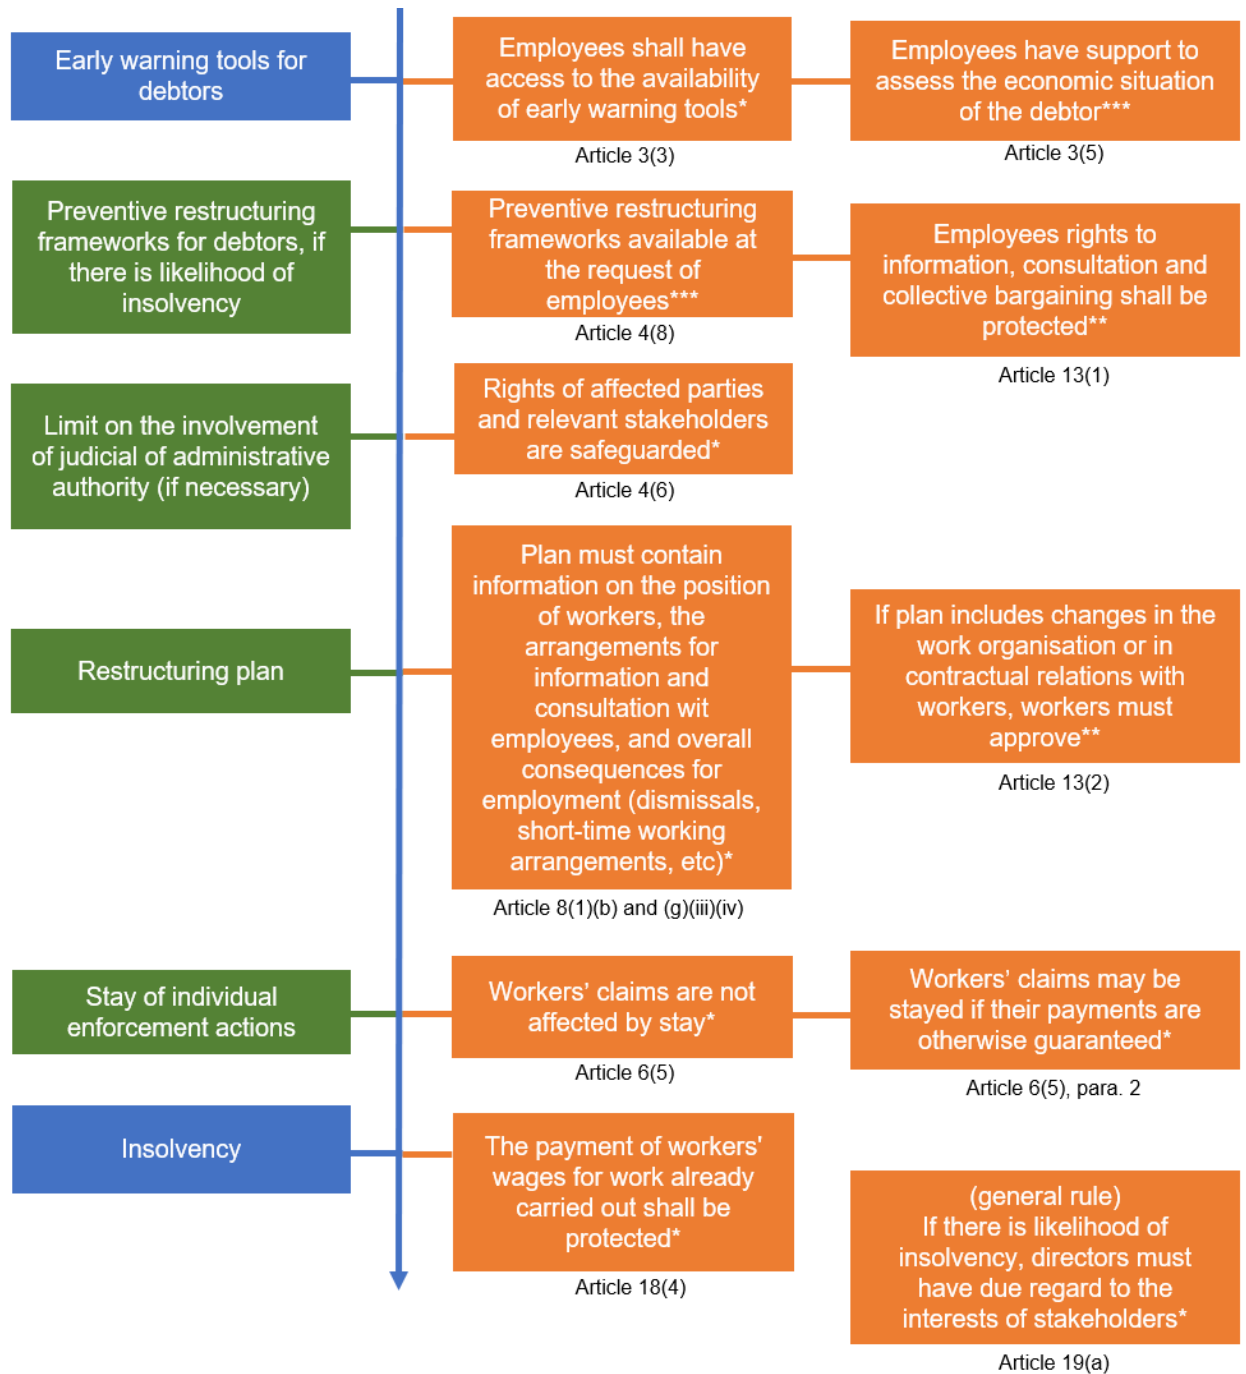 Early warning tools for
debtors
Employees shall have
access to the availability
of early warning tools*
Article 3(3)
Employees have support to
assess the economic situation
of the debtor***
Article 3(5)
Preventive restructuring
frameworks for debtors, if
there is likelihood of
insolvency
Preventive restructuring
frameworks available at
the request of
employees***
Article 4(8)
Employees rights to
information, consultation and
collective bargaining shall be
protected**
Article 13(1)
Limit on the involvement
of judicial of administrative
authority (if necessary)
Rights of affected parties
and relevant stakeholders
are safeguarded*
Article 4(6)
Restructuring plan
Plan must contain
information on the position
of workers, the
arrangements for
information and
consultation wit
employees, and overall
consequences for
employment (dismissals,
short-time working
arrangements, etc)*
Article 8(1)(b) and (g)(iii)(iv)
If plan includes changes in the
work organisation or in
contractual relations with
workers, workers must
approve**
Article 13(2)
Stay of individual
enforcement actions
Workers' claims are not
affected by stay*
Article 6(5)
Workers' claims may be
stayed if their payments are
otherwise guaranteed*
Article 6(5), para. 2
Insolvency
The payment of workers'
wages for work already
carried out shall be
protected*
Article 18(4)
(general rule)
If there is likelihood of
insolvency, directors must
have due regard to the
interests of stakeholders*
Article 19(a)